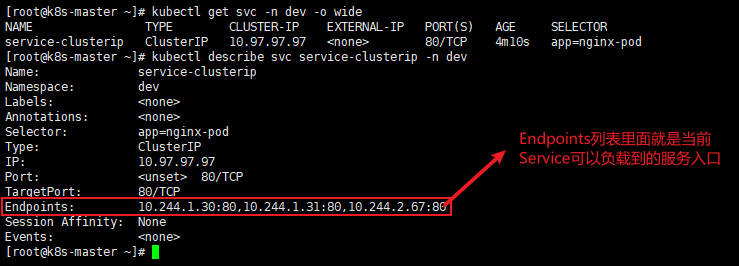 [root@k8s-master ~]# kubectl get svc -n dev -o wide
NAME TYPE CLUSTER-IP EXTERNAL-IP PORT(S) AGE SELECTOR
service-clusterip ClusterIP 10.97.97.97 <none> 80/TCP 4m10s app=nginx-pod
[root@k8s-master ~]# kubectl describe svc service-clusterip -n dev
Name: service-clusterip
Namespace: dev
Labels: <none>
Annotations: <none>
Selector: app=nginx-pod
Type: ClusterIP
IP: 10.97.97.97
Port: <unset> 80/TCP
TargetPort: 80/TCP
Endpoints: 10.244.1.30:80,10.244.1.31:80,10.244.2.67:80
Session Affinity: None
Events: <none>
[root@k8s-master ~]#
Endpoints列表里面就是当前
Service可以负载到的服务入口